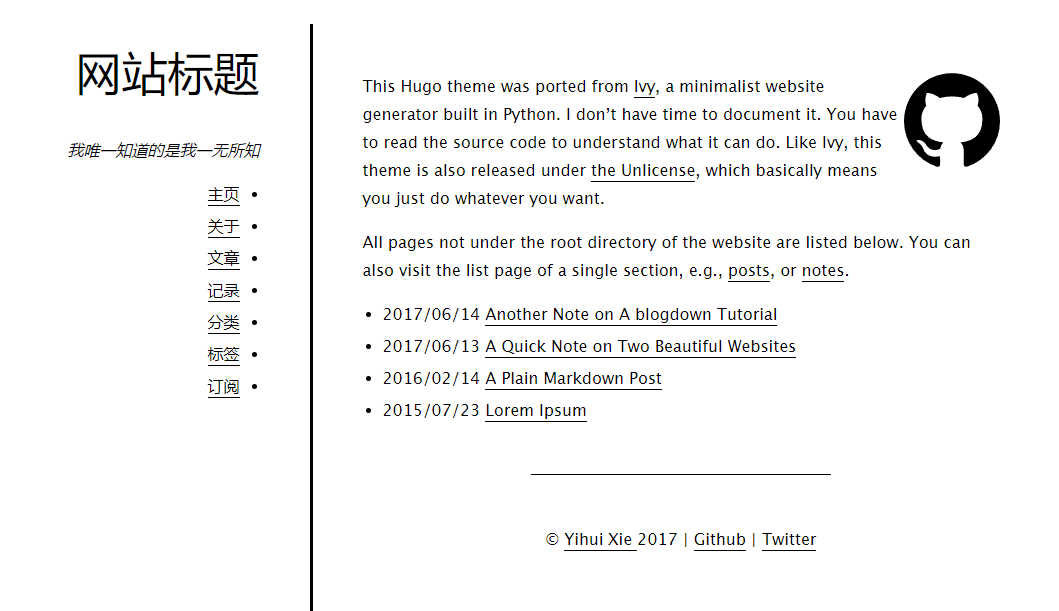 网站标题
我唯一知道的是我一无所知
主页
关于
文章
记录
分类
标签
订阅
This Hugo theme was ported from Ivy, a minimalist website
generator built in Python. I don’t have time to document it. You have
to read the source code to understand what it can do. Like Ivy, this
theme is also released under the Unlicense, which basically means
you just do whatever you want.
All pages not under the root directory of the website are listed below. You can
also visit the list page of a single section, e.g., posts, or notes.
• 2017/06/14 Another Note on A blogdown Tutorial
• 2017/06/13 A Quick Note on Two Beautiful Websites
• 2016/02/14 A Plain Markdown Post
• 2015/07/23 Lorem Ipsum
© Yihui Xie 2017 | Github | Twitter